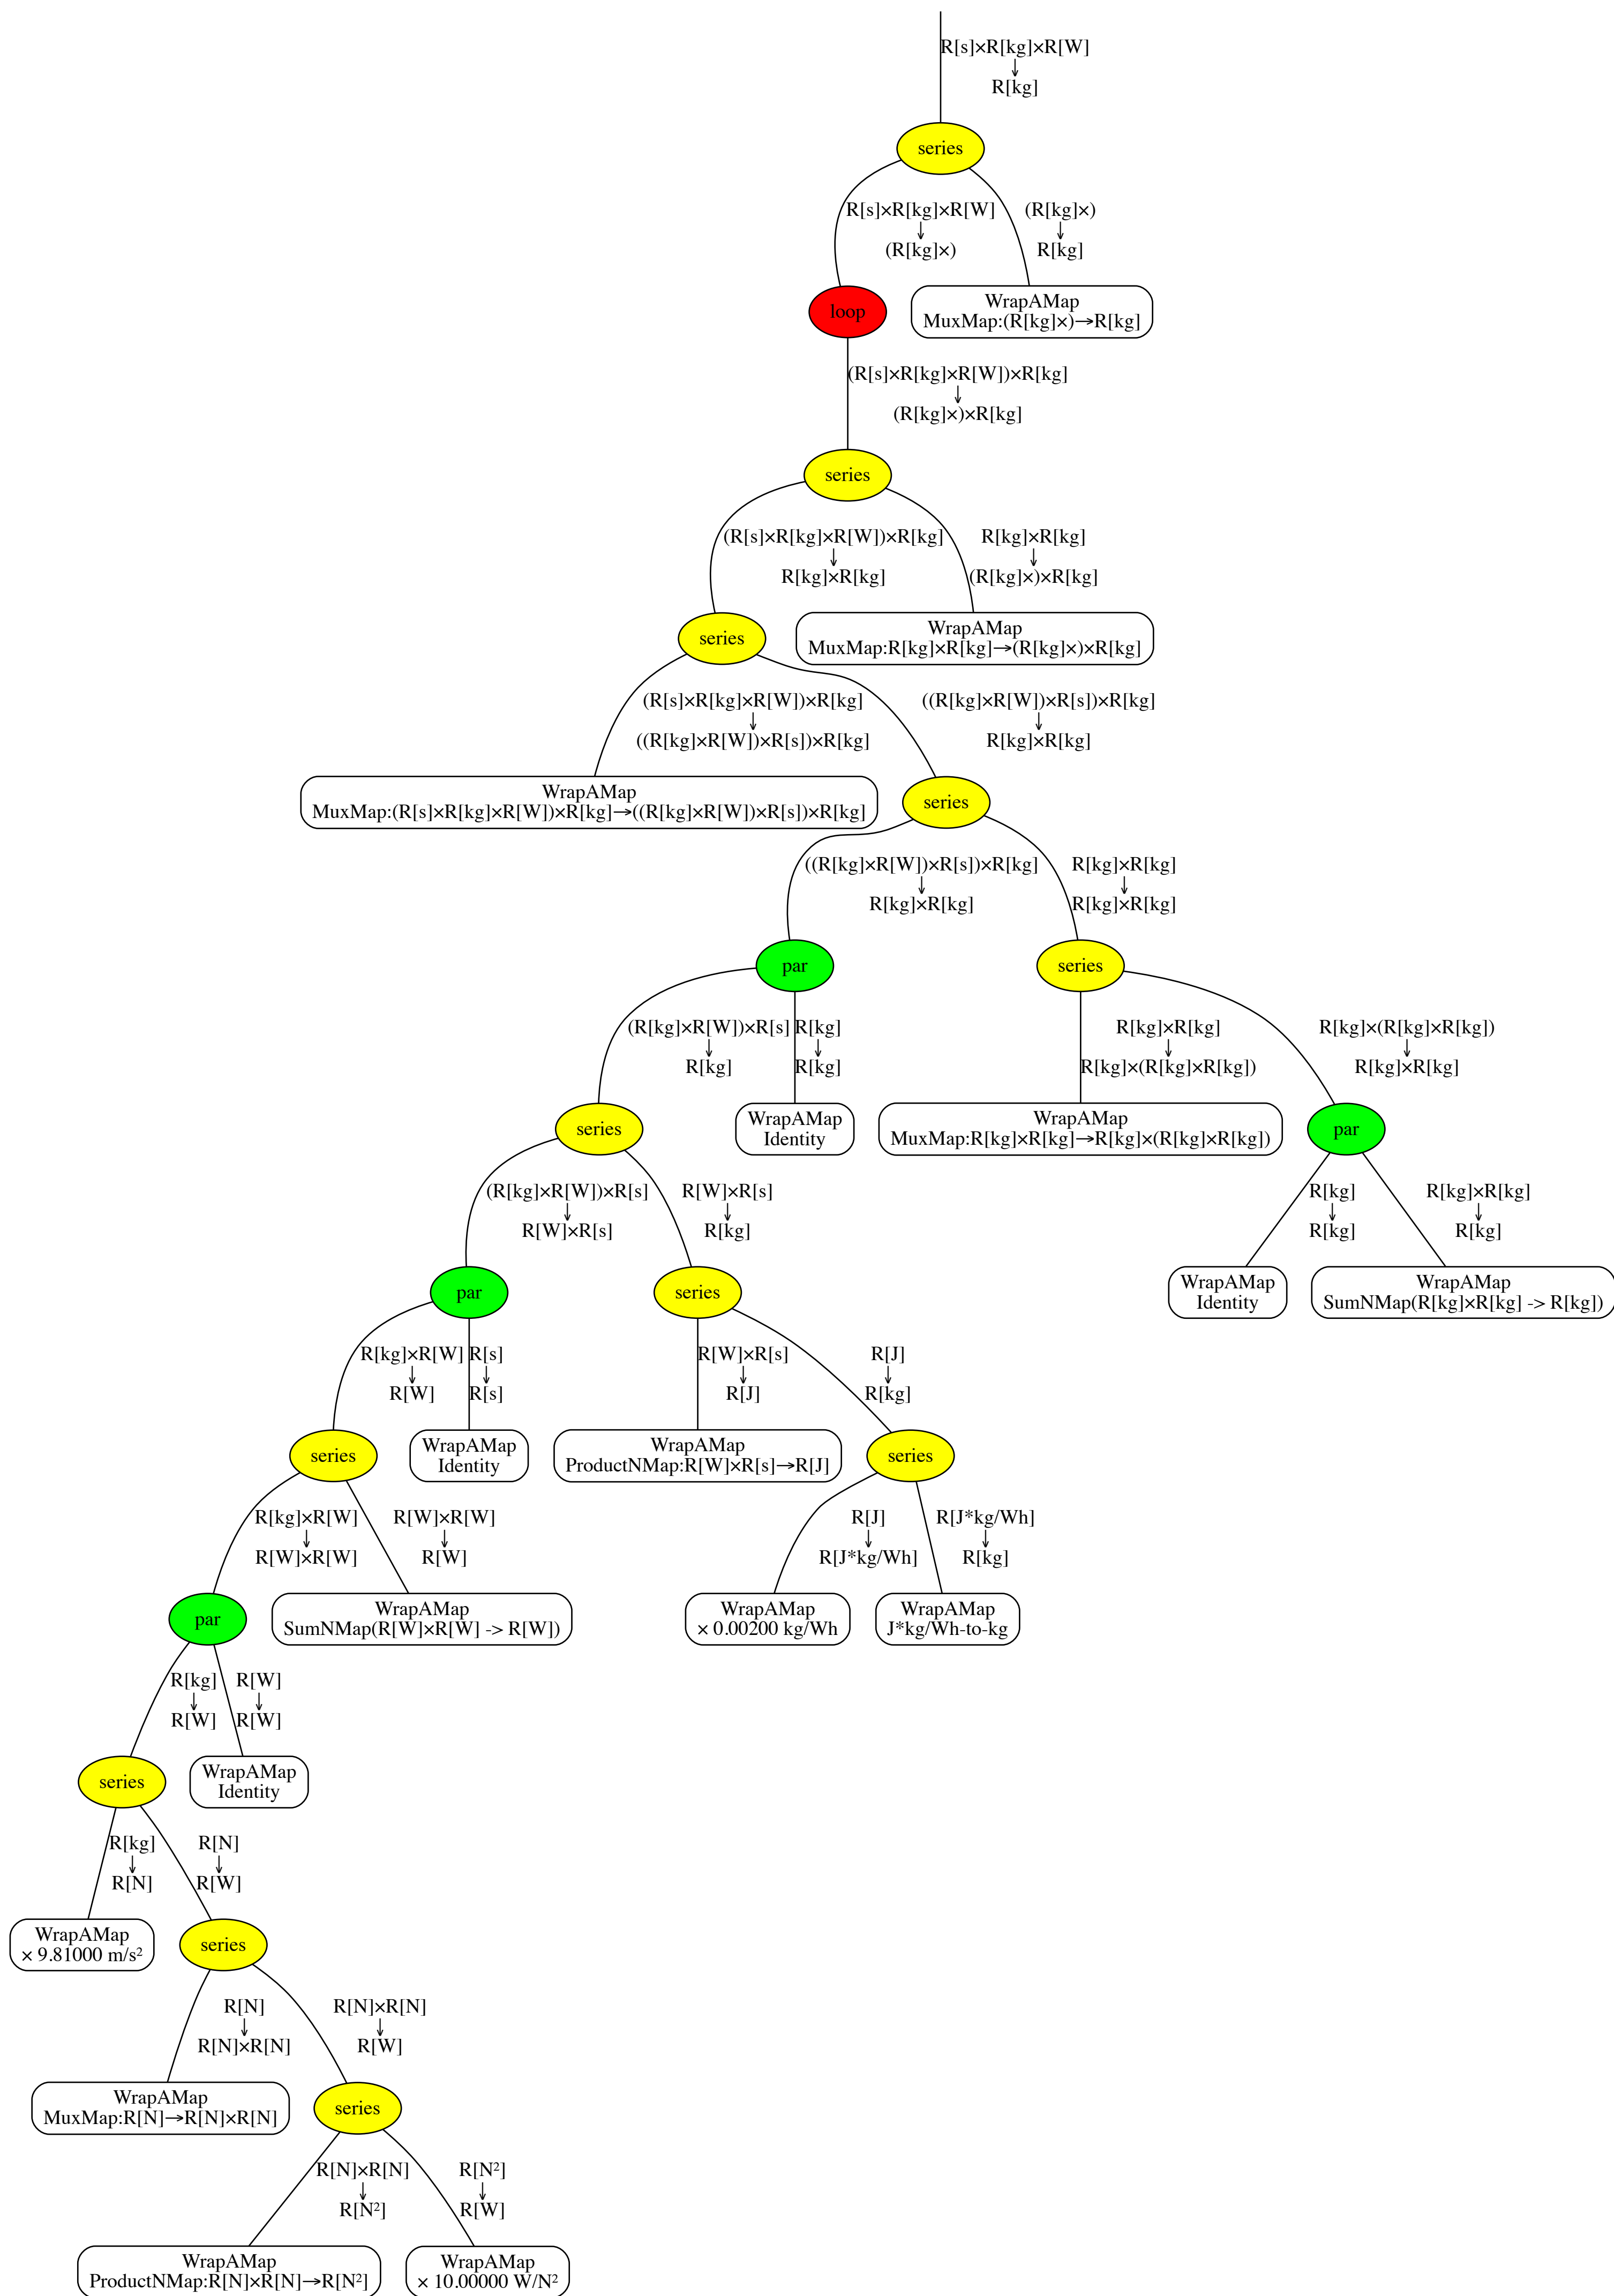 R[s]×R[kg]×R[W]
↓
R[kg]
series
R[s]×R[kg]×R[W]
↓
(R[kg]×)
(R[kg]×)
↓
R[kg]
loop
WrapAMap
MuxMap:(R[kg]×)→R[kg]
(R[s]×R[kg]×R[W])×R[kg]
↓
(R[kg]×)×R[kg]
series
(R[s]×R[kg]×R[W])×R[kg]
↓
R[kg]×R[kg]
R[kg]×R[kg]
↓
(R[kg]×)×R[kg]
series
WrapAMap
MuxMap:R[kg]×R[kg]→(R[kg]×)×R[kg]
(R[s]×R[kg]×R[W])×R[kg]
↓
((R[kg]×R[W])×R[s])×R[kg]
((R[kg]×R[W])×R[s])×R[kg]
↓
R[kg]×R[kg]
WrapAMap
MuxMap:(R[s]×R[kg]×R[W])×R[kg]→((R[kg]×R[W])×R[s])×R[kg]
series
((R[kg]×R[W])×R[s])×R[kg]
↓
R[kg]×R[kg]
R[kg]×R[kg]
↓
R[kg]×R[kg]
par
series
(R[kg]×R[W])×R[s]
↓
R[kg]
R[kg]
↓
R[kg]
R[kg]×R[kg]
↓
R[kg]×(R[kg]×R[kg])
R[kg]×(R[kg]×R[kg])
↓
R[kg]×R[kg]
series
WrapAMap
Identity
WrapAMap
MuxMap:R[kg]×R[kg]→R[kg]×(R[kg]×R[kg])
par
(R[kg]×R[W])×R[s]
↓
R[W]×R[s]
R[W]×R[s]
↓
R[kg]
R[kg]
↓
R[kg]
R[kg]×R[kg]
↓
R[kg]
par
series
WrapAMap
Identity
WrapAMap
SumNMap(R[kg]×R[kg] -> R[kg])
R[kg]×R[W]
↓
R[W]
R[s]
↓
R[s]
R[W]×R[s]
↓
R[J]
R[J]
↓
R[kg]
series
WrapAMap
Identity
WrapAMap
ProductNMap:R[W]×R[s]→R[J]
series
R[kg]×R[W]
↓
R[W]×R[W]
R[W]×R[W]
↓
R[W]
R[J]
↓
R[J*kg/Wh]
R[J*kg/Wh]
↓
R[kg]
par
WrapAMap
SumNMap(R[W]×R[W] -> R[W])
WrapAMap
× 0.00200 kg/Wh
WrapAMap
J*kg/Wh-to-kg
R[kg]
↓
R[W]
R[W]
↓
R[W]
series
WrapAMap
Identity
R[kg]
↓
R[N]
R[N]
↓
R[W]
WrapAMap
× 9.81000 m/s²
series
R[N]
↓
R[N]×R[N]
R[N]×R[N]
↓
R[W]
WrapAMap
MuxMap:R[N]→R[N]×R[N]
series
R[N]×R[N]
↓
R[N²]
R[N²]
↓
R[W]
WrapAMap
ProductNMap:R[N]×R[N]→R[N²]
WrapAMap
× 10.00000 W/N²